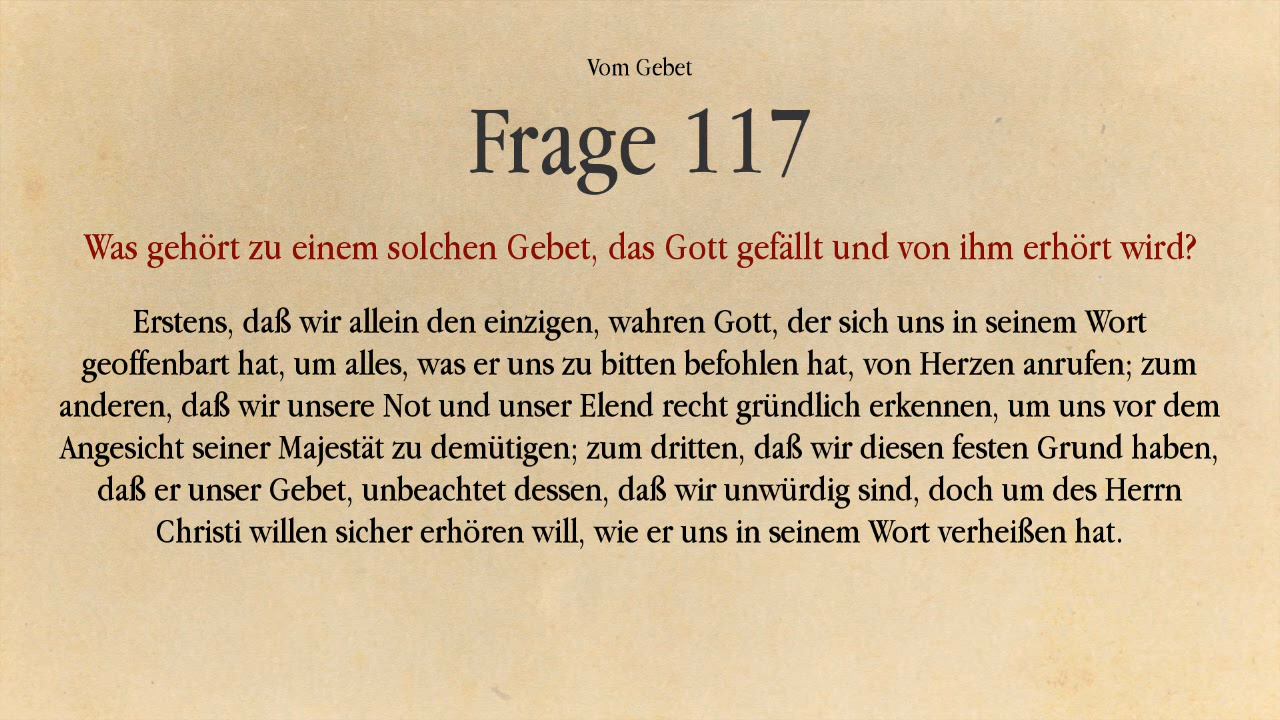 Vom Gebet
Frage 117
Was gehört zu einem solchen Gebet, das Gott gefällt und von ihm erhört wird?
Erstens, daß wir allein den einzigen, wahren Gott, der sich uns in seinem Wort
geoffenbart hat, um alles, was er uns zu bitten befohlen hat, von Herzen anrufen; zum
anderen, daß wir unsere Not und unser Elend recht gründlich erkennen, um uns vor dem
Angesicht seiner Majestät zu demütigen; zum dritten, daß wir diesen festen Grund haben,
daß er unser Gebet, unbeachtet dessen, daß wir unwürdig sind, doch um des Herrn
Christi willen sicher erhören will, wie er uns in seinem Wort verheißen hat.